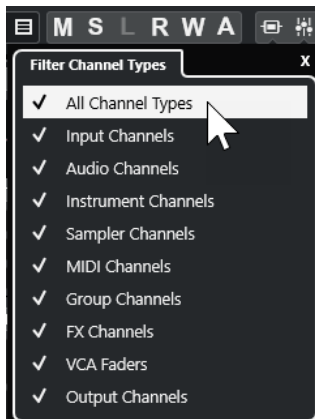 M S L R W A
Filter Channel Types X
All Channel Types
Input Channels
Audio Channels
Instrument Channels
Sampler Channels
MIDI Channels
Group Channels
FX Channels
VCA Faders
Output Channels